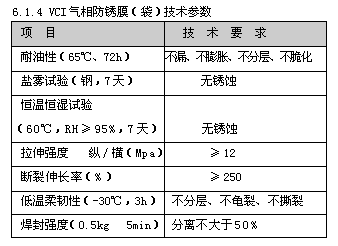 6.1.4 VCI气相防锈膜(袋)技术参数
项 目 技 术 要 求
耐油性(65℃、72h) 不漏、不膨胀、不分层、不脆化
盐雾试验(钢,7天) 无锈蚀
恒温恒湿试验
(60℃,RH≥95%,7天) 无锈蚀
拉伸强度 纵/横(Mpa) ≥12
断裂伸长率(%) ≥250
低温柔韧性(-30℃,3h) 不分层、不龟裂、不撕裂
焊封强度(0.5kg 5min) 分离不大于50%